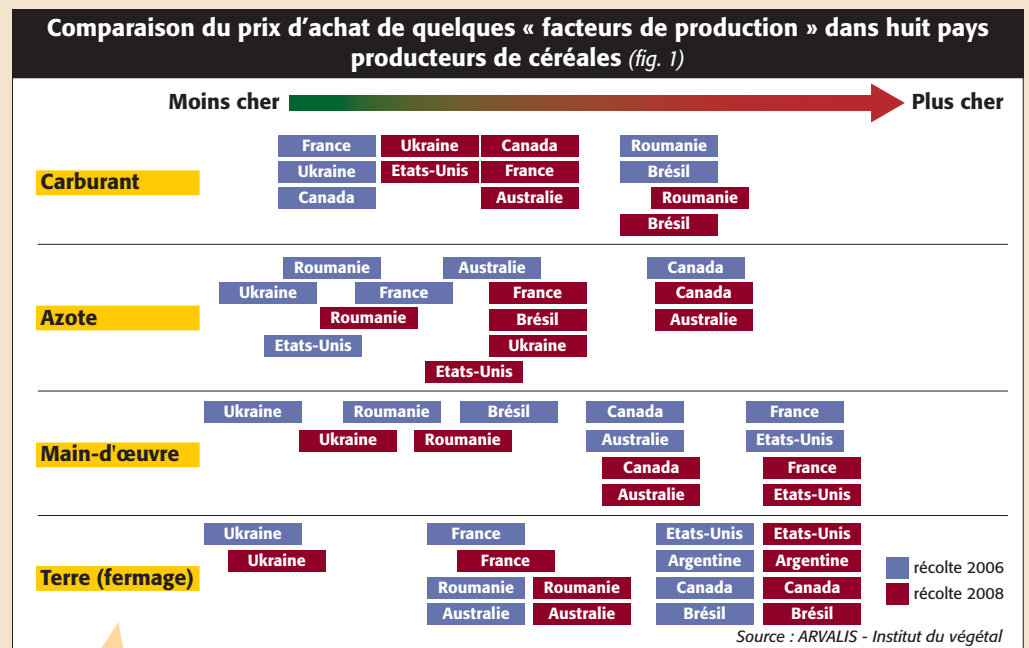 Comparaison du prix d’achat de quelques « facteurs de production » dans huit pays
producteurs de céréales (fig. 1)
Moins cher Plus cher
Carburant
France Ukraine Canada Roumanie
Ukraine Etats-Unis France Brésil
Canada Australie Roumanie
Brésil
Azote
Roumanie Australie Canada
Ukraine France France Canada
Roumanie Brésil Australie
Etats-Unis Ukraine
Etats-Unis
Main-d'œuvre
Ukraine Roumanie Brésil Canada France
Ukraine Roumanie Australie Etats-Unis
Canada France
Australie Etats-Unis
Terre (fermage)
Ukraine France Etats-Unis Etats-Unis
Ukraine France Argentine Argentine
Roumanie Roumanie Canada Canada
Australie Australie Brésil Brésil
récolte 2006
récolte 2008
Source : ARVALIS - Institut du végétal